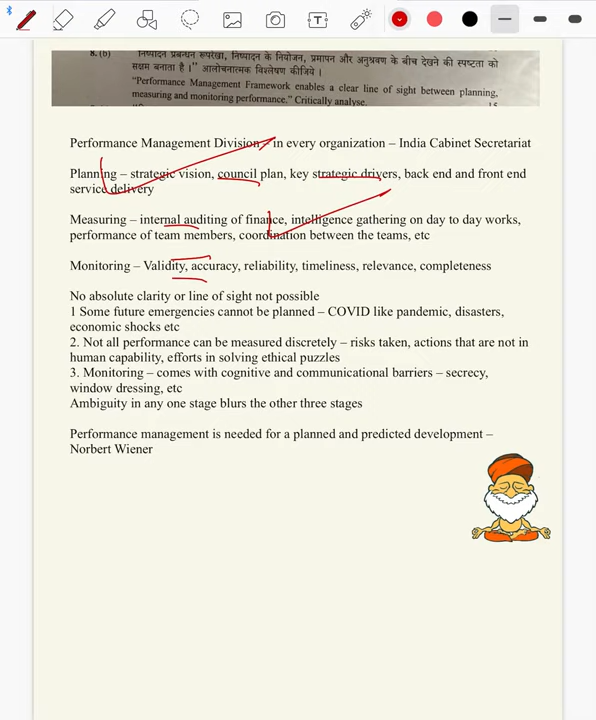 8. (b) निष्पादन प्रबन्धन रूपरेखा, निष्पादन के नियोजन, प्रमापन और अनुश्रवण के बीच देखने की स्पष्टता को
सक्षम बनाता है।" आलोचनात्मक विश्लेषण कीजिये ।
"Performance Management Framework enables a clear line of sight between planning,
measuring and monitoring performance." Critically analyse.
15
Performance Management Division – in every organization – India Cabinet Secretariat
Planning – strategic vision, council plan, key strategic drivers, back end and front end
service delivery
Measuring – internal auditing of finance, intelligence gathering on day to day works,
performance of team members, coordination between the teams, etc
Monitoring – Validity, accuracy, reliability, timeliness, relevance, completeness
No absolute clarity or line of sight not possible
1 Some future emergencies cannot be planned – COVID like pandemic, disasters,
economic shocks etc
2. Not all performance can be measured discretely – risks taken, actions that are not in
human capability, efforts in solving ethical puzzles
3. Monitoring – comes with cognitive and communicational barriers – secrecy,
window dressing, etc
Ambiguity in any one stage blurs the other three stages
Performance management is needed for a planned and predicted development –
Norbert Wiener